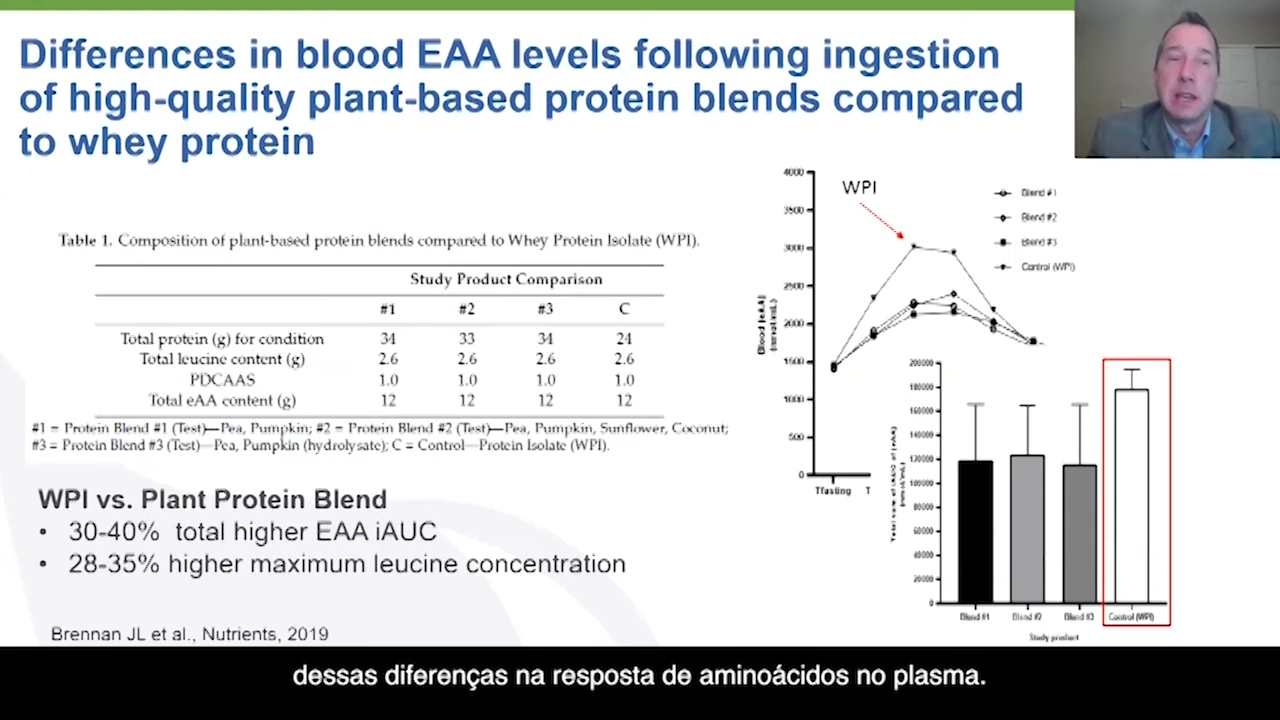 Differences in blood EAA levels following ingestion
of high-quality plant-based protein blends compared
to whey protein
Table 1. Composition of plant-based protein blends compared to Whey Protein Isolate (WPI).
Study Product Comparison
#1 #2 #3 C
Total protein (g) for condition 34 33 34 24
Total leucine content (g) 2.6 2.6 2.6 2.6
PDCAAS 1.0 1.0 1.0 1.0
Total eAA content (g) 12 12 12 12
#1 = Protein Blend #1 (Test)—Pea, Pumpkin; #2 = Protein Blend #2 (Test)—Pea, Pumpkin, Sunflower, Coconut;
#3 = Protein Blend #3 (Test)—Pea, Pumpkin (hydrolysate); C = Control—Protein Isolate (WPI).
WPI vs. Plant Protein Blend
• 30-40% total higher EAA iAUC
• 28-35% higher maximum leucine concentration
Brennan JL et al., Nutrients, 2019
WPI
Blend #1
Blend #2
Blend #3
Control (WPI)
4000
3500
3000
2500
2000
1500
1000
500
0
Blood [eAA]
Tfasting T
200000
180000
160000
140000
120000
100000
80000
60000
40000
20000
0
Blend #1 Blend #2 Blend #3 Control (WPI)
Study product
dessas diferenças na resposta de aminoácidos no plasma.